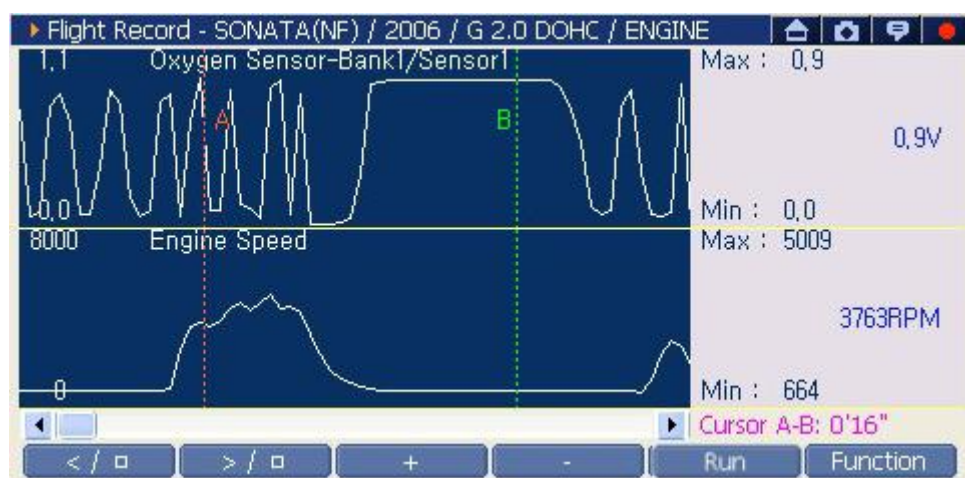 Flight Record - SONATA(NF) / 2006 / G 2.0 DOHC / ENGINE
1,1 Oxygen Sensor-Bank1/Sensor1 Max : 0,9
A B
0,9V
0,0 Min : 0,0
8000 Engine Speed Max : 5009
3763RPM
0 Min : 664
Cursor A-B: 0'16"
< / □ > / □ + - Run Function